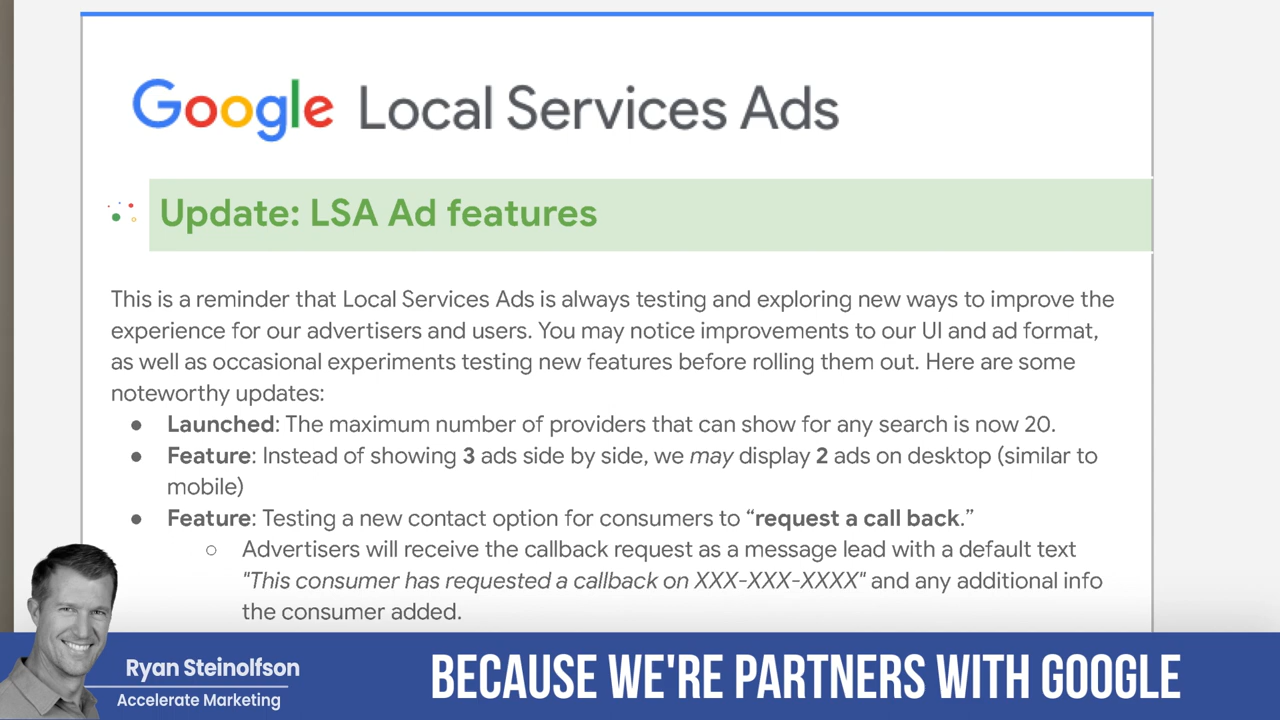 Google Local Services Ads
Update: LSA Ad features
This is a reminder that Local Services Ads is always testing and exploring new ways to improve the
experience for our advertisers and users. You may notice improvements to our UI and ad format,
as well as occasional experiments testing new features before rolling them out. Here are some
noteworthy updates:
● Launched: The maximum number of providers that can show for any search is now 20.
● Feature: Instead of showing 3 ads side by side, we may display 2 ads on desktop (similar to
mobile)
● Feature: Testing a new contact option for consumers to “request a call back.”
○ Advertisers will receive the callback request as a message lead with a default text
"This consumer has requested a callback on XXX-XXX-XXXX" and any additional info
the consumer added.
Ryan Steinolfson
Accelerate Marketing
BECAUSE WE'RE PARTNERS WITH GOOGLE